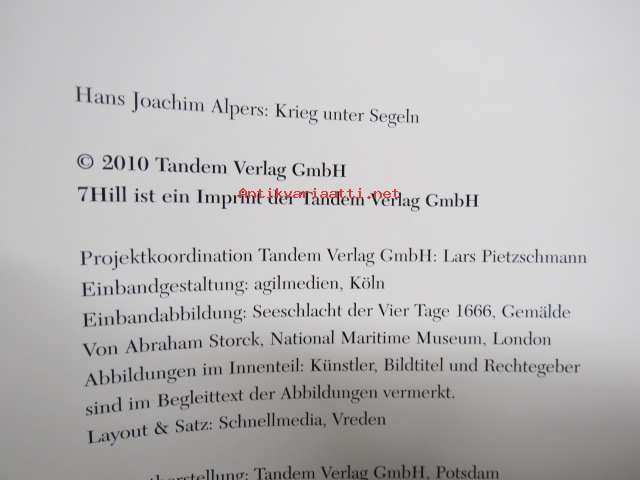 Hans Joachim Alpers: Krieg unter Segeln
© 2010 Tandem Verlag GmbH
Antikvariaatti.net
7Hill ist ein Imprint der Tandem Verlag GmbH
Projektkoordination Tandem Verlag GmbH: Lars Pietzschmann
Einbandgestaltung: agilmedien, Köln
Einbandabbildung: Seeschlacht der Vier Tage 1666, Gemälde
Von Abraham Storck, National Maritime Museum, London
Abbildungen im Innenteil: Künstler, Bildtitel und Rechtegeber
sind im Begleittext der Abbildungen vermerkt.
Layout & Satz: Schnellmedia, Vreden
Tandem Verlag GmbH, Potsdam